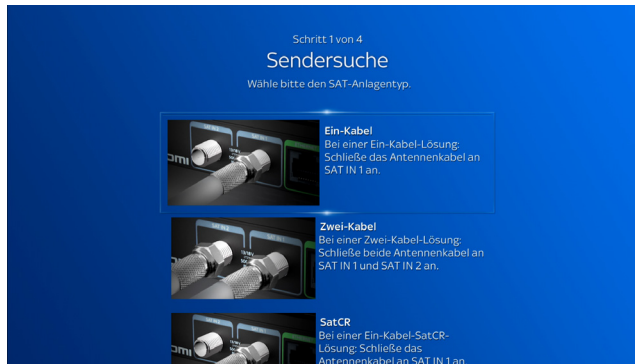 Schritt 1 von 4
Sendersuche
Wähle bitte den SAT-Anlagentyp.
Ein-Kabel
Bei einer Ein-Kabel-Lösung:
Schließe das Antennenkabel an
SAT IN 1 an.
Zwei-Kabel
Bei einer Zwei-Kabel-Lösung:
Schließe beide Antennenkabel an
SAT IN 1 und SAT IN 2 an.
SatCR
Bei einer Ein-Kabel-SatCR-
Lösung: Schließe das
Antennenkabel an SAT IN 1 an.